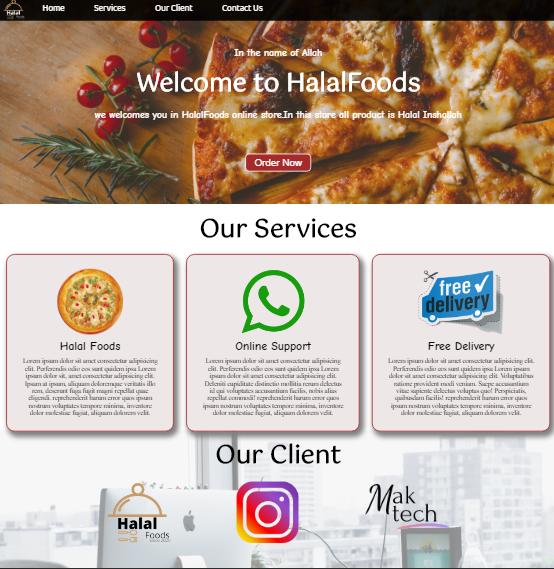 Halal
Foods
Home Services Our Client Contact Us
In the name of Allah
Welcome to HalalFoods
we welcomes you in HalalFoods online store.In this store all product is Halal Inshallah
Order Now
Our Services
free
delivery
Halal Foods
Lorem ipsum dolor sit amet consectetur adipisicing
elit. Perferendis odio eos sunt quidem ipsa Lorem
ipsum dolor sit, amet consectetur adipisicing elit.
Ipsam at ipsam, aliquam doloremque veritatis illo
rem, deserunt fuga fugit magni repellat quae
eligendi. reprehenderit harum error quos ipsum
nostrum voluptates tempore minima, inventore
dolor molestiae fugiat, aliquam dolorem velit.
Online Support
Lorem ipsum dolor sit amet consectetur adipisicing
elit. Perferendis odio eos sunt quidem ipsa Lorem
ipsum dolor sit, amet consectetur adipisicing elit.
Deleniti cupiditate distinctio mollitia rerum delectus
id qui voluptates accusantium facilis, nobis alias
repellat commodi! reprehenderit harum error quos
ipsum nostrum voluptates tempore minima, inventore
dolor molestiae fugiat, aliquam dolorem velit.
Free Delivery
Lorem ipsum dolor sit amet consectetur adipisicing
elit. Perferendis odio eos sunt quidem ipsa Lorem
ipsum dolor sit, amet consectetur adipisicing elit. Voluptatibus
ratione provident modi veniam. Saepe accusantium
vitae sapiente delectus voluptas quo! Perspiciatis,
quibusdam facilis! reprehenderit harum error quos
ipsum nostrum voluptates tempore minima, inventore
dolor molestiae fugiat, aliquam dolorem velit.
Our Client
Halal
Foods
since 2020
Mak
tech